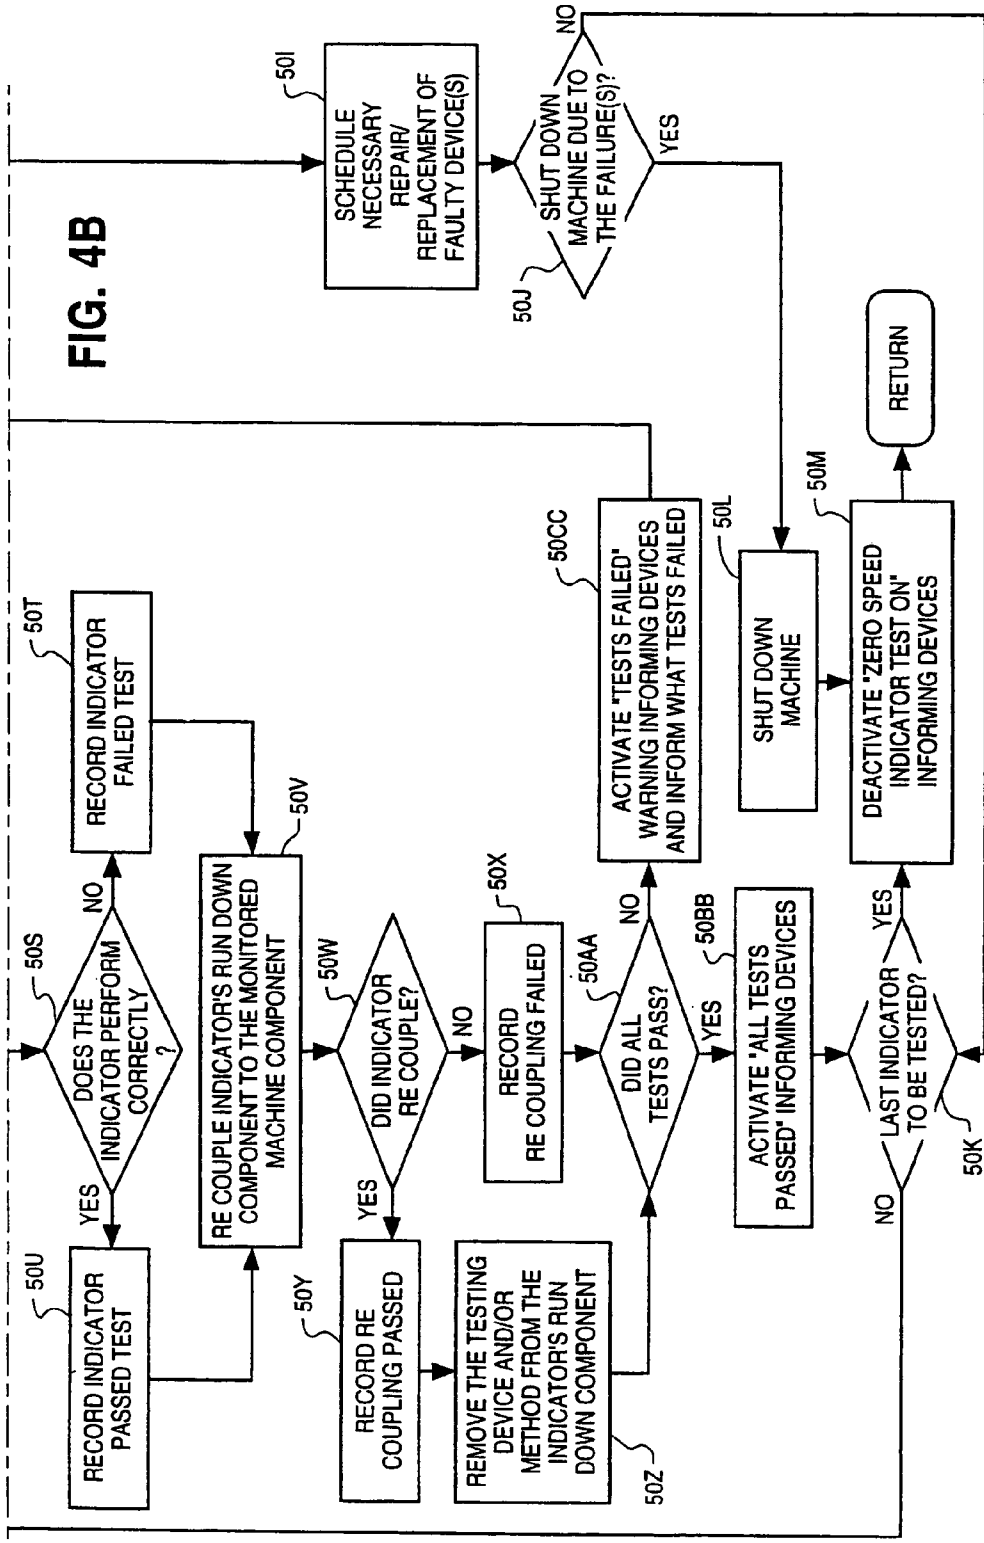 FIG. 4B
50S
DOES THE
INDICATOR PERFORM
CORRECTLY
?
YES
NO
50U
RECORD INDICATOR
PASSED TEST
50T
RECORD INDICATOR
FAILED TEST
50V
RE COUPLE INDICATOR'S RUN DOWN
COMPONENT TO THE MONITORED
MACHINE COMPONENT
50W
DID INDICATOR
RE COUPLE?
YES
NO
50Y
RECORD RE
COUPLING PASSED
50X
RECORD
RE COUPLING FAILED
REMOVE THE TESTING
DEVICE AND/OR
METHOD FROM THE
INDICATOR'S RUN
DOWN COMPONENT
50Z
50AA
DID ALL
TESTS PASS?
NO
YES
50CC
ACTIVATE "TESTS FAILED"
WARNING INFORMING DEVICES
AND INFORM WHAT TESTS FAILED
50BB
ACTIVATE "ALL TESTS
PASSED" INFORMING DEVICES
LAST INDICATOR
TO BE TESTED?
50K
NO
YES
50I
SCHEDULE
NECESSARY
REPAIR/
REPLACEMENT OF
FAULTY DEVICE(S)
50J
SHUT DOWN
MACHINE DUE TO
THE FAILURE(S)?
NO
YES
50L
SHUT DOWN
MACHINE
50M
DEACTIVATE "ZERO SPEED
INDICATOR TEST ON"
INFORMING DEVICES
RETURN